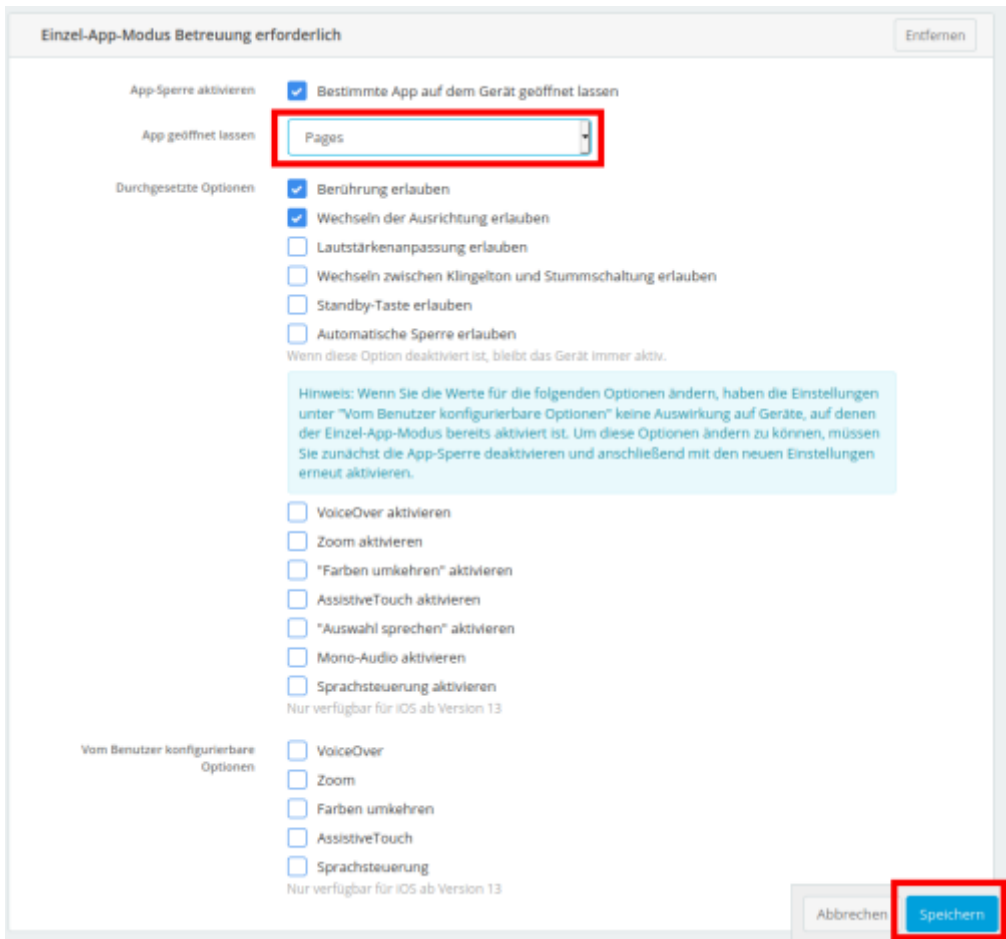 Einzel-App-Modus Betreuung erforderlich
Entfernen
App-Sperre aktivieren
Bestimmte App auf dem Gerät geöffnet lassen
App geöffnet lassen
Pages
Durchgesetzte Optionen
Berührung erlauben
Wechseln der Ausrichtung erlauben
Lautstärkenanpassung erlauben
Wechseln zwischen Klingelton und Stummschaltung erlauben
Standby-Taste erlauben
Automatische Sperre erlauben
Wenn diese Option deaktiviert ist, bleibt das Gerät immer aktiv.
Hinweis: Wenn Sie die Werte für die folgenden Optionen ändern, haben die Einstellungen
unter "Vom Benutzer konfigurierbare Optionen" keine Auswirkung auf Geräte, auf denen
der Einzel-App-Modus bereits aktiviert ist. Um diese Optionen ändern zu können, müssen
Sie zunächst die App-Sperre deaktivieren und anschließend mit den neuen Einstellungen
erneut aktivieren.
VoiceOver aktivieren
Zoom aktivieren
"Farben umkehren" aktivieren
AssistiveTouch aktivieren
"Auswahl sprechen" aktivieren
Mono-Audio aktivieren
Sprachsteuerung aktivieren
Nur verfügbar für iOS ab Version 13
Vom Benutzer konfigurierbare
Optionen
VoiceOver
Zoom
Farben umkehren
AssistiveTouch
Sprachsteuerung
Nur verfügbar für iOS ab Version 13
Abbrechen
Speichern